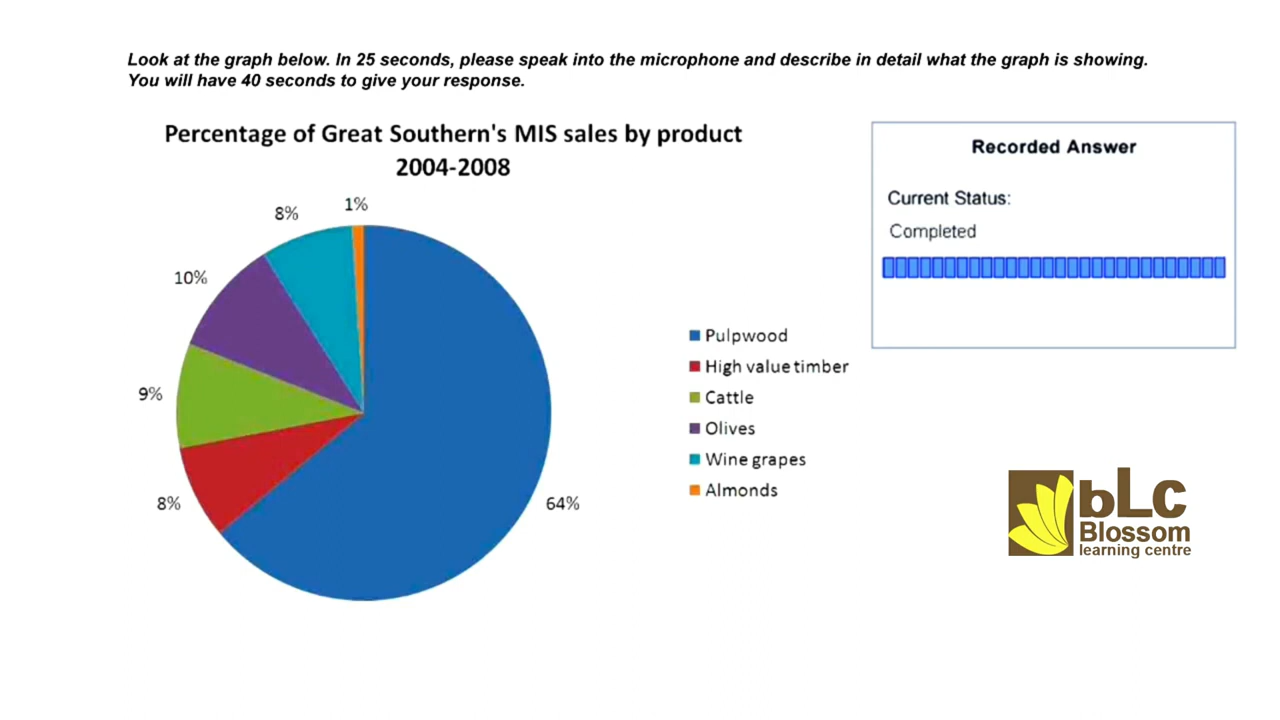 Look at the graph below. In 25 seconds, please speak into the microphone and describe in detail what the graph is showing.
You will have 40 seconds to give your response.
Percentage of Great Southern's MIS sales by product
2004-2008
Recorded Answer
Current Status:
Completed
1%
8%
10%
9%
8%
64%
Pulpwood
High value timber
Cattle
Olives
Wine grapes
Almonds
bLc
Blossom
learning centre